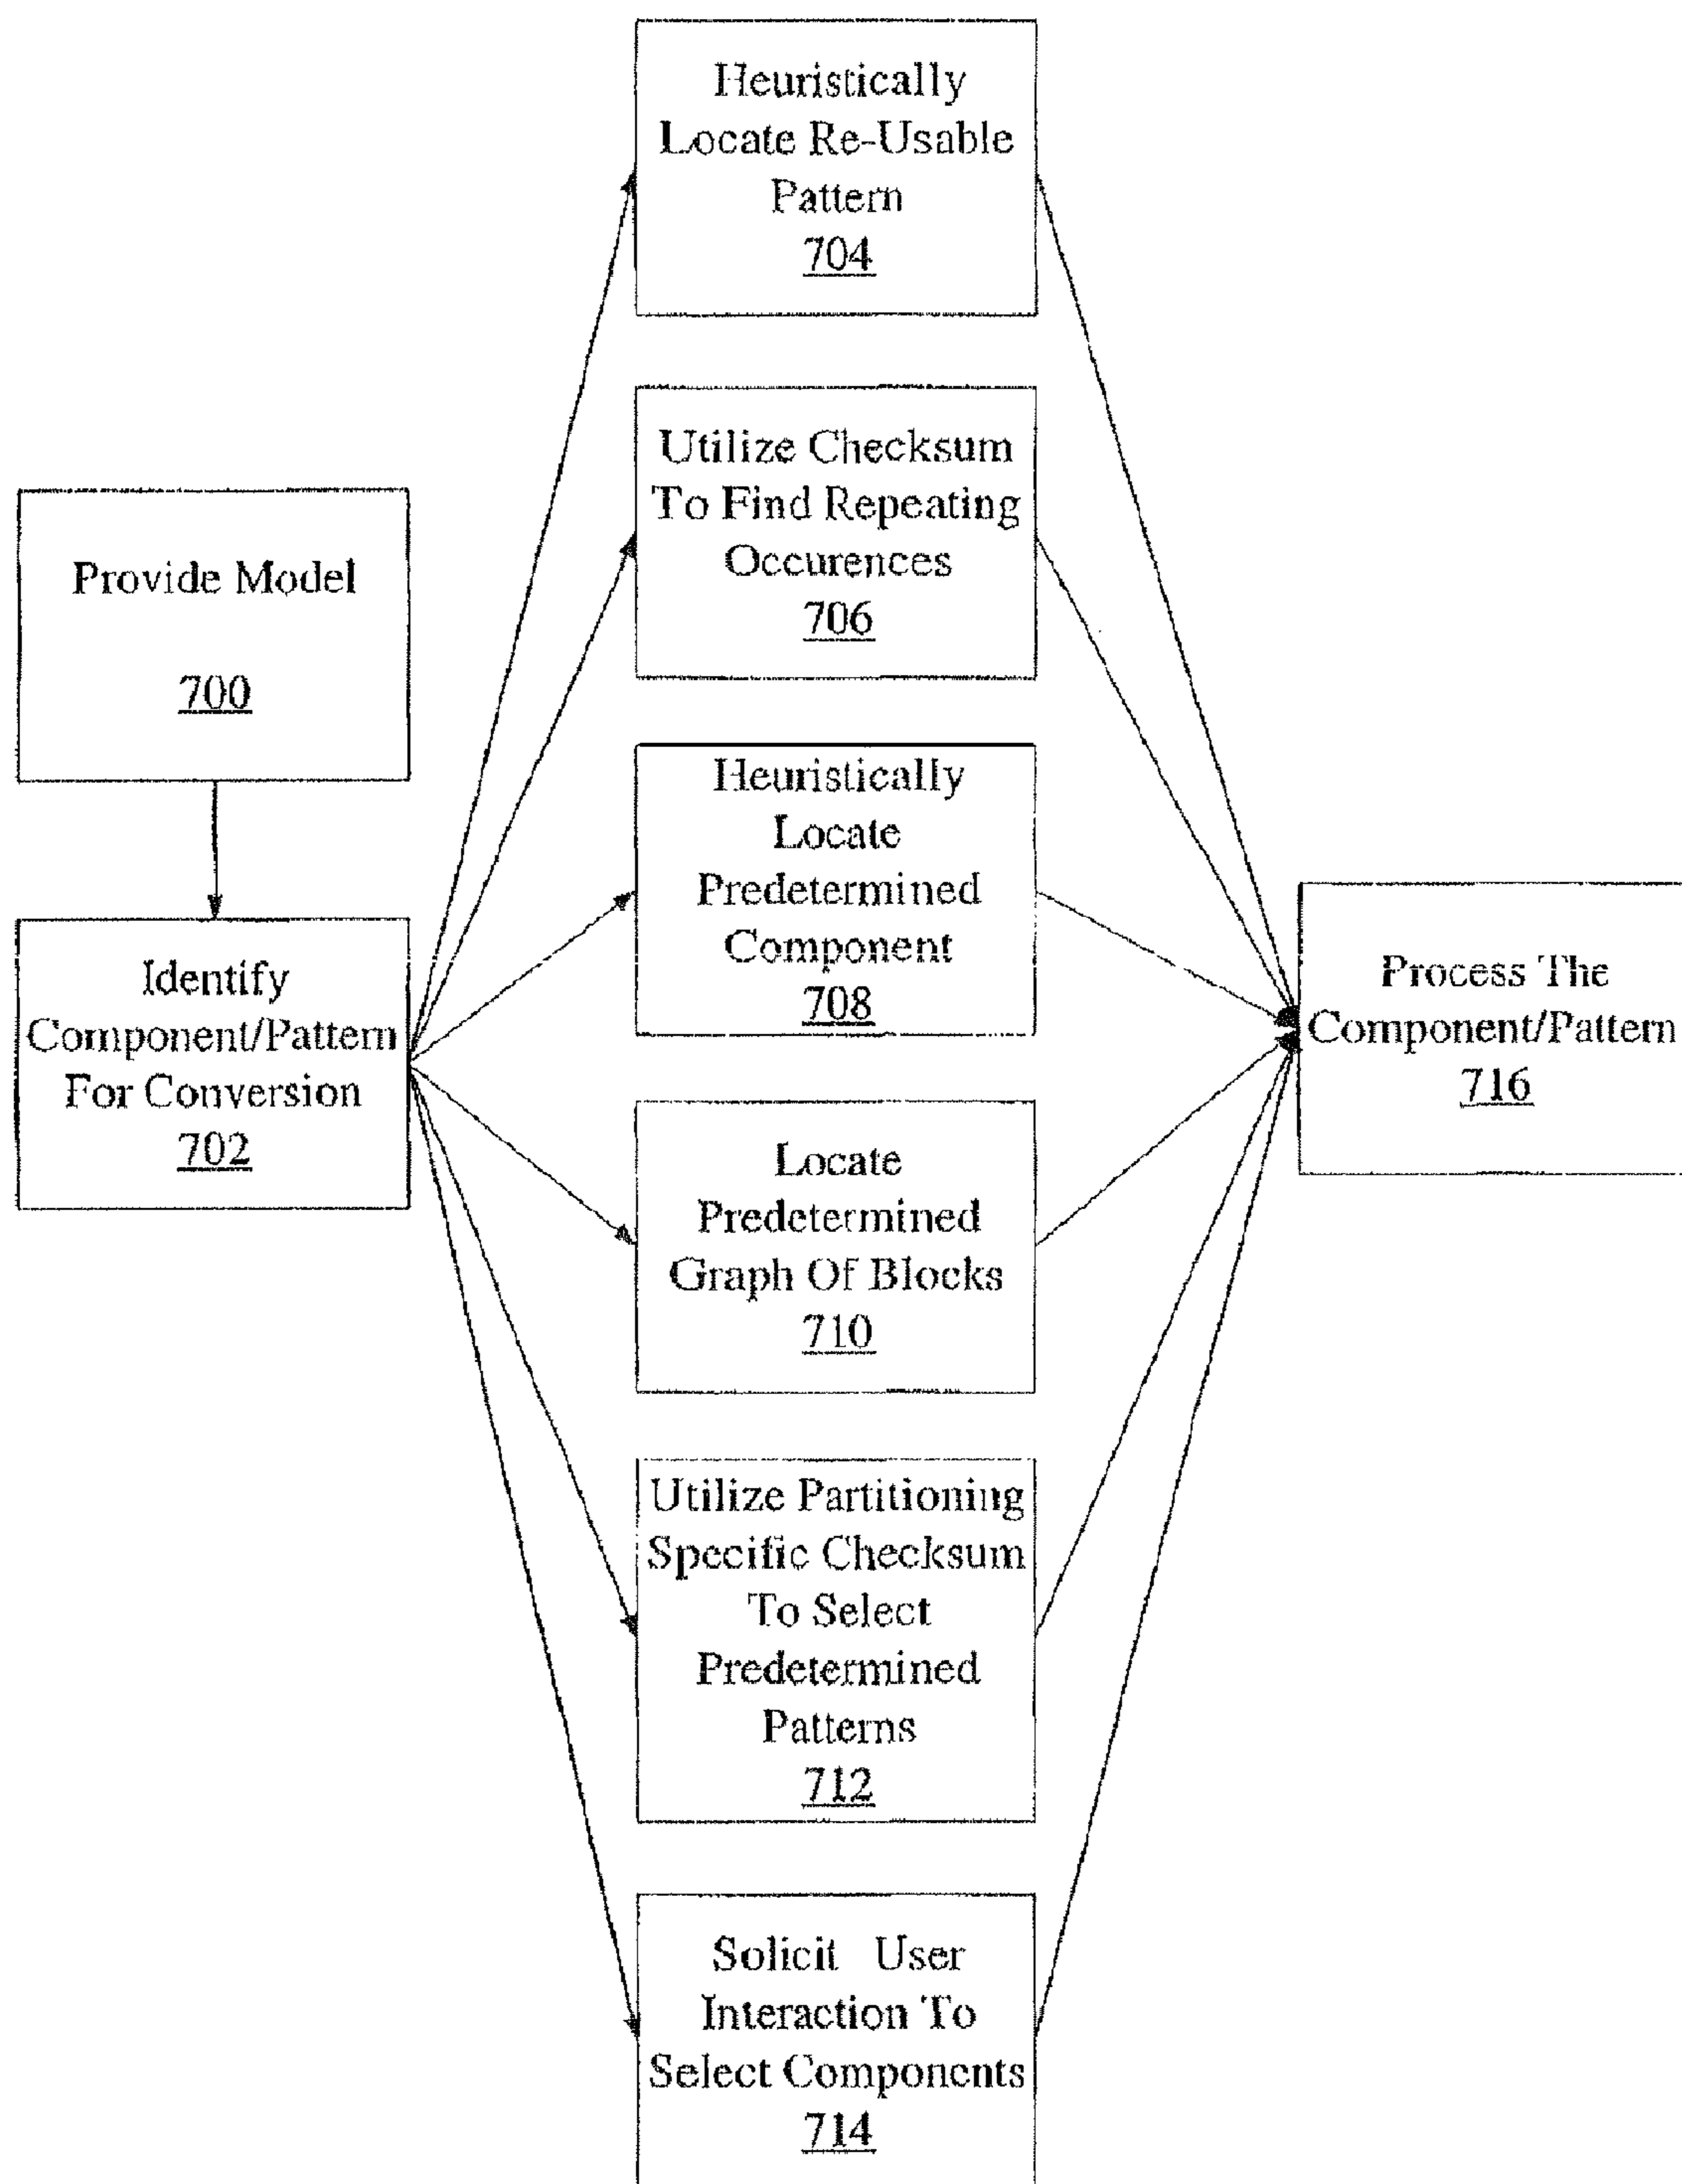 Provide Model
700
Identify
Component/Pattern
For Conversion
702
Heuristically
Locate Re-Usable
Pattern
704
Utilize Checksum
To Find Repeating
Occurences
706
Heuristically
Locate
Predetermined
Component
708
Locate
Predetermined
Graph Of Blocks
710
Utilize Partitioning
Specific Checksum
To Select
Predetermined
Patterns
712
Solicit User
Interaction To
Select Components
714
Process The
Component/Pattern
716